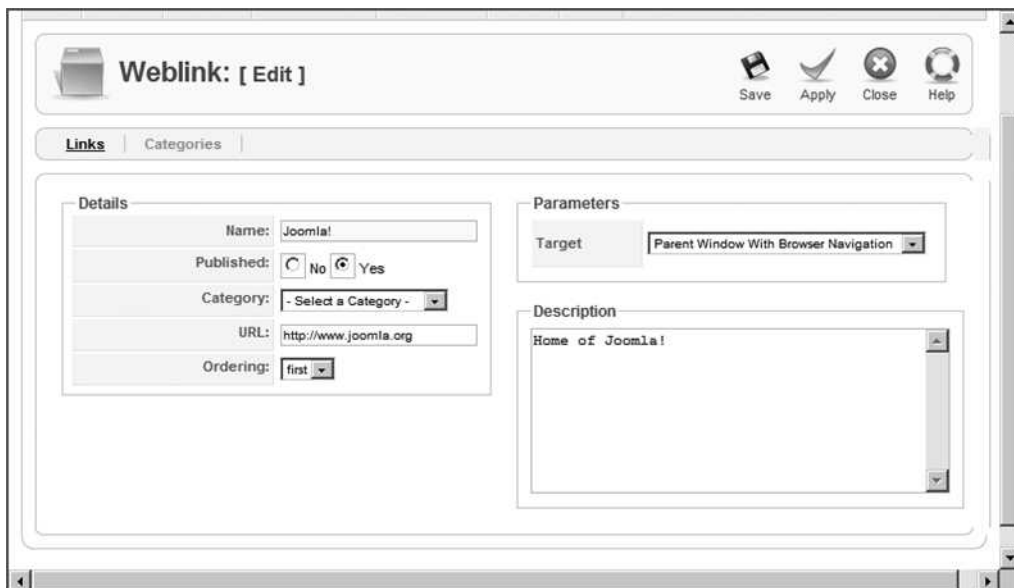 Weblink: [ Edit ]
Save Apply Close Help
Links Categories
Details
Name: Joomla!
Published: No Yes
Category: - Select a Category -
URL: http://www.joomla.org
Ordering: first
Parameters
Target Parent Window With Browser Navigation
Description
Home of Joomla!